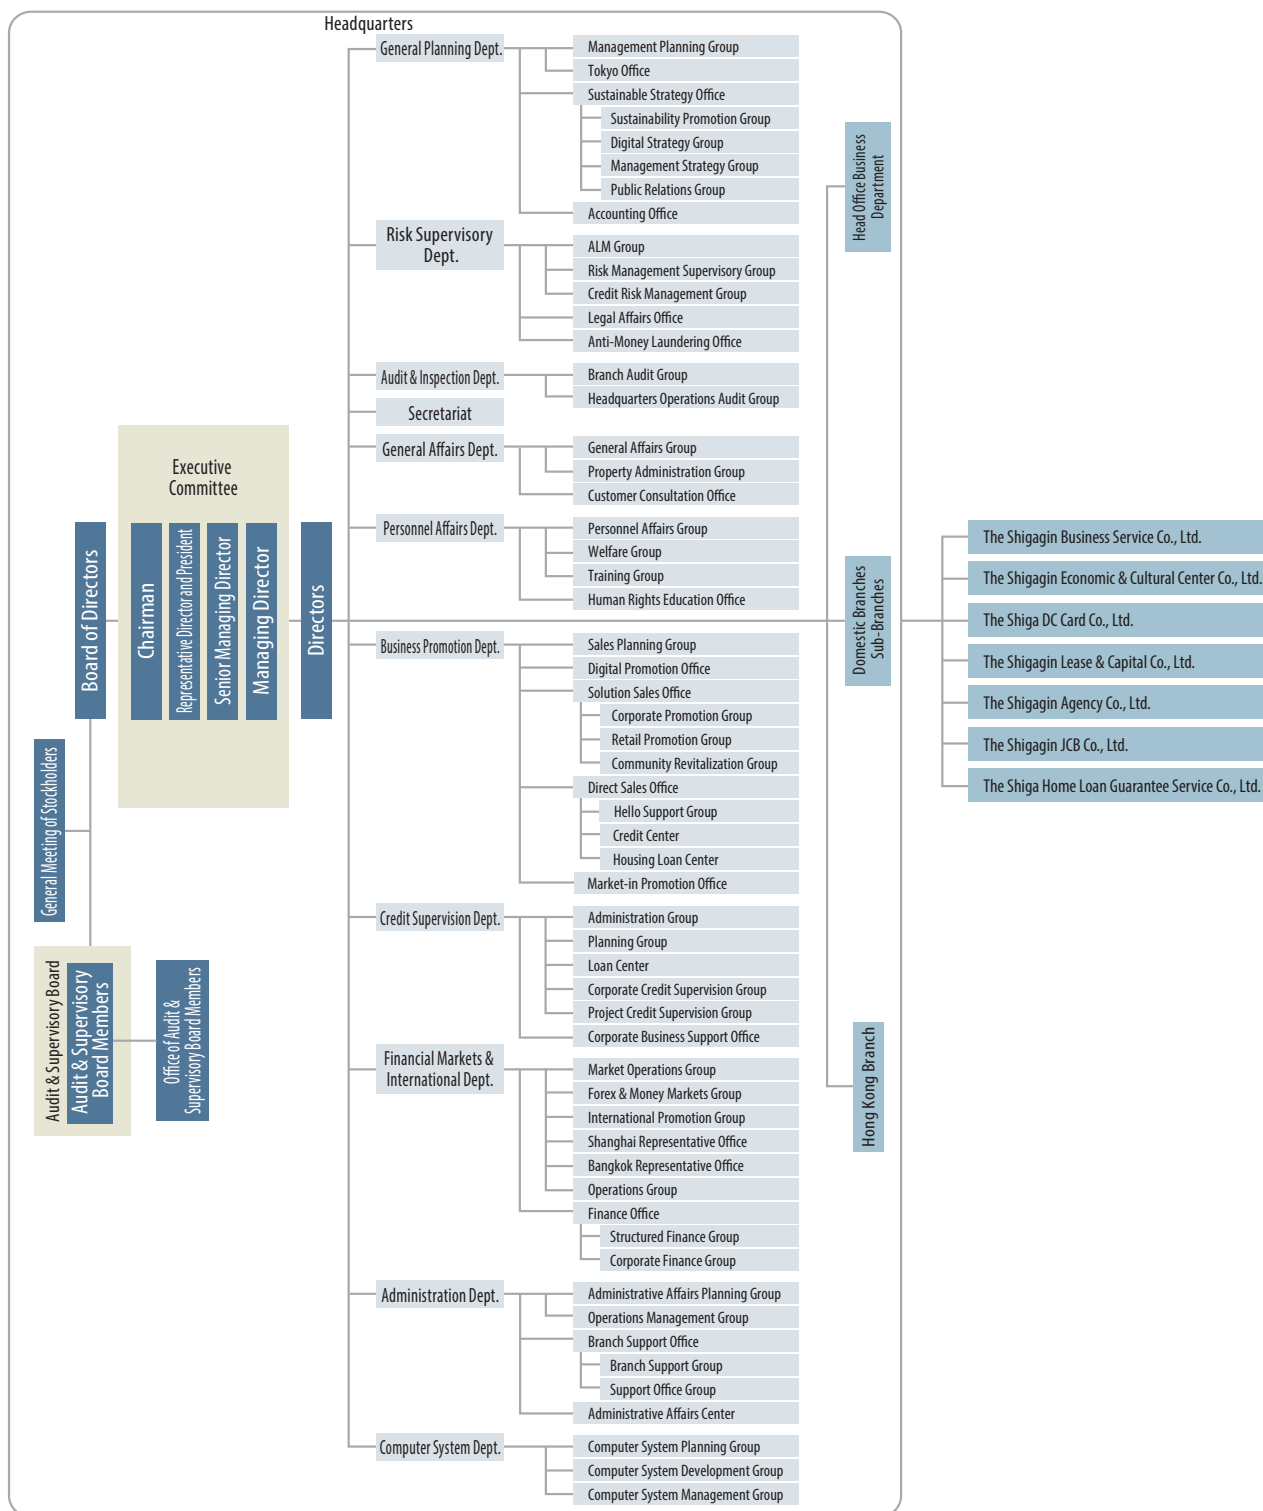 Headquarters
General Planning Dept.
Management Planning Group
Tokyo Office
Sustainable Strategy Office
Sustainability Promotion Group
Digital Strategy Group
Management Strategy Group
Public Relations Group
Accounting Office
Risk Supervisory
Dept.
ALM Group
Risk Management Supervisory Group
Credit Risk Management Group
Legal Affairs Office
Anti-Money Laundering Office
Audit & Inspection Dept.
Branch Audit Group
Headquarters Operations Audit Group
Secretariat
General Affairs Dept.
General Affairs Group
Property Administration Group
Customer Consultation Office
Personnel Affairs Dept.
Personnel Affairs Group
Welfare Group
Training Group
Human Rights Education Office
Business Promotion Dept.
Sales Planning Group
Digital Promotion Office
Solution Sales Office
Corporate Promotion Group
Retail Promotion Group
Community Revitalization Group
Direct Sales Office
Hello Support Group
Credit Center
Housing Loan Center
Market-in Promotion Office
Credit Supervision Dept.
Administration Group
Planning Group
Loan Center
Corporate Credit Supervision Group
Project Credit Supervision Group
Corporate Business Support Office
Financial Markets &
International Dept.
Market Operations Group
Forex & Money Markets Group
International Promotion Group
Shanghai Representative Office
Bangkok Representative Office
Operations Group
Finance Office
Structured Finance Group
Corporate Finance Group
Administration Dept.
Administrative Affairs Planning Group
Operations Management Group
Branch Support Office
Branch Support Group
Support Office Group
Administrative Affairs Center
Computer System Dept.
Computer System Planning Group
Computer System Development Group
Computer System Management Group
General Meeting of Stockholders
Board of Directors
Executive
Committee
Chairman
Representative Director and President
Senior Managing Director
Managing Director
Directors
Audit & Supervisory Board
Audit & Supervisory
Board Members
Office of Audit &
Supervisory Board Members
Head Office Business
Department
Domestic Branches
Sub-Branches
Hong Kong Branch
The Shigagin Business Service Co., Ltd.
The Shigagin Economic & Cultural Center Co., Ltd.
The Shiga DC Card Co., Ltd.
The Shigagin Lease & Capital Co., Ltd.
The Shigagin Agency Co., Ltd.
The Shigagin JCB Co., Ltd.
The Shiga Home Loan Guarantee Service Co., Ltd.